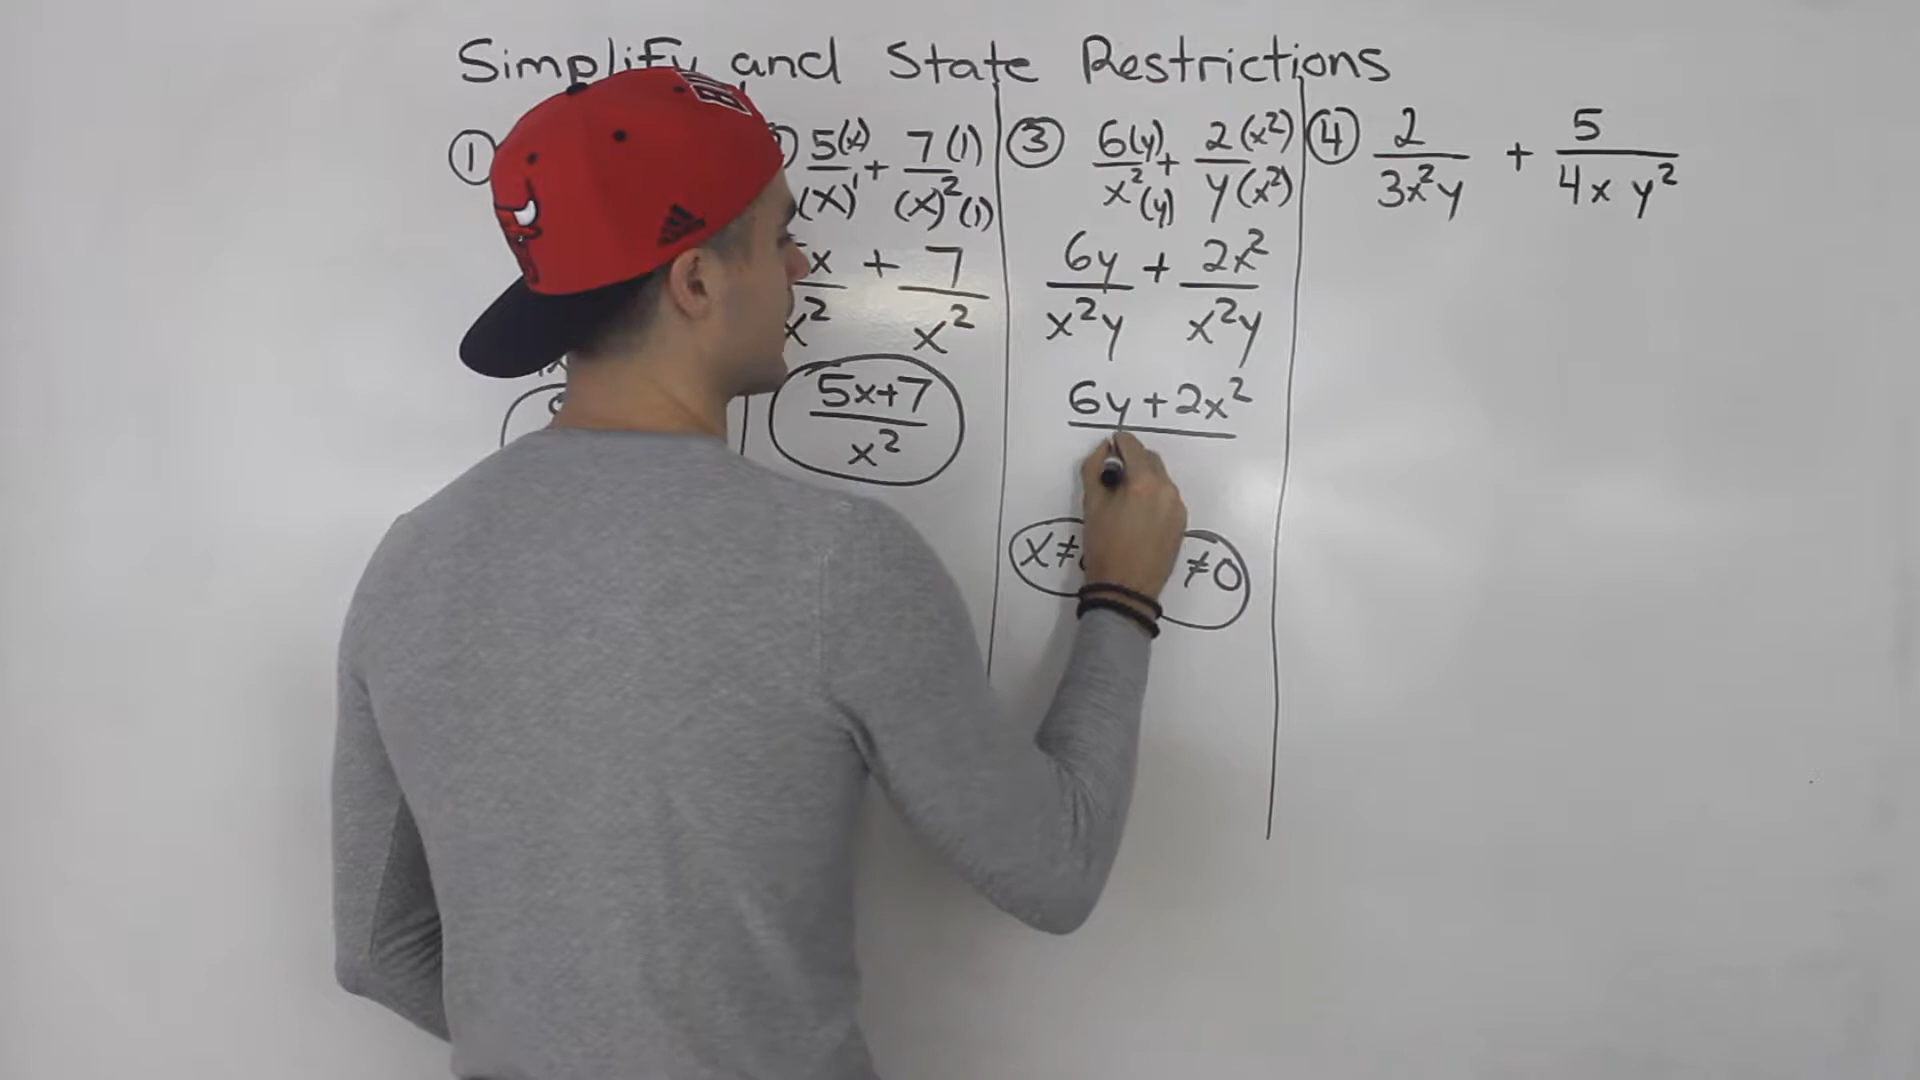 Simplify and State Restrictions
①
5(x)/(x)¹ + 7(1)/(x)²(1)
x + 7/x²
x²
5x+7/x²
③ 6(y)/x²(y) + 2(x²)/y(x²)
6y/x²y + 2x²/x²y
6y+2x²
x≠ ≠0
④ 2/3x²y + 5/4xy²